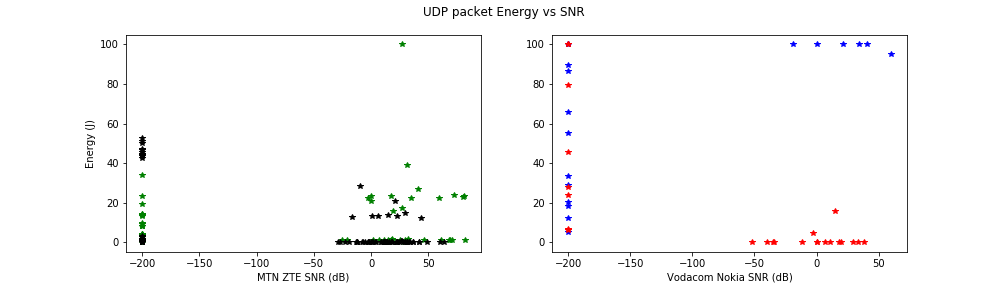 UDP packet Energy vs SNR
100
80
60
40
20
0
Energy (J)
−200 −150 −100 −50 0 50
MTN ZTE SNR (dB)
100
80
60
40
20
0
−200 −150 −100 −50 0 50
Vodacom Nokia SNR (dB)